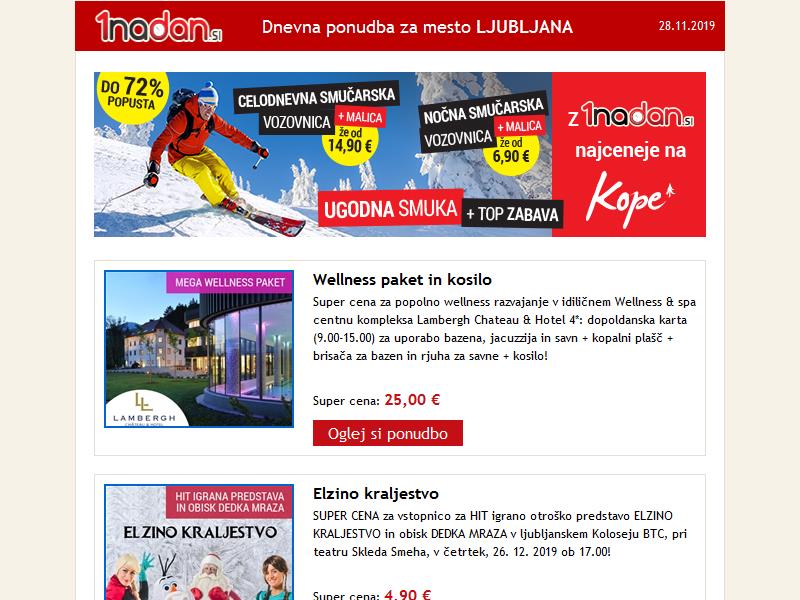 1nadan.si
Dnevna ponudba za mesto LJUBLJANA
28.11.2019
DO 72%
POPUSTA
CELODNEVNA SMUČARSKA
VOZOVNICA + MALICA
že od
14,90 €
NOČNA SMUČARSKA
VOZOVNICA + MALICA
že od
6,90 €
UGODNA SMUKA + TOP ZABAVA
z 1nadan.si
najceneje na
Kope
MEGA WELLNESS PAKET
LAMBERGH
CHÂTEAU & HOTEL
Wellness paket in kosilo
Super cena za popolno wellness razvajanje v idiličnem Wellness & spa
centnu kompleksa Lambergh Chateau & Hotel 4*: dopoldanska karta
(9.00-15.00) za uporabo bazena, jacuzzija in savn + kopalni plašč +
brisača za bazen in rjuha za savne + kosilo!
Super cena: 25,00 €
Oglej si ponudbo
HIT IGRANA PREDSTAVA
IN OBISK DEDKA MRAZA
ELZINO KRALJESTVO
Elzino kraljestvo
SUPER CENA za vstopnico za HIT igrano otroško predstavo ELZINO
KRALJESTVO in obisk DEDKA MRAZA v ljubljanskem Koloseju BTC, pri
teatru Skleda Smeha, v četrtek, 26. 12. 2019 ob 17.00!
Super cena: 4,90 €